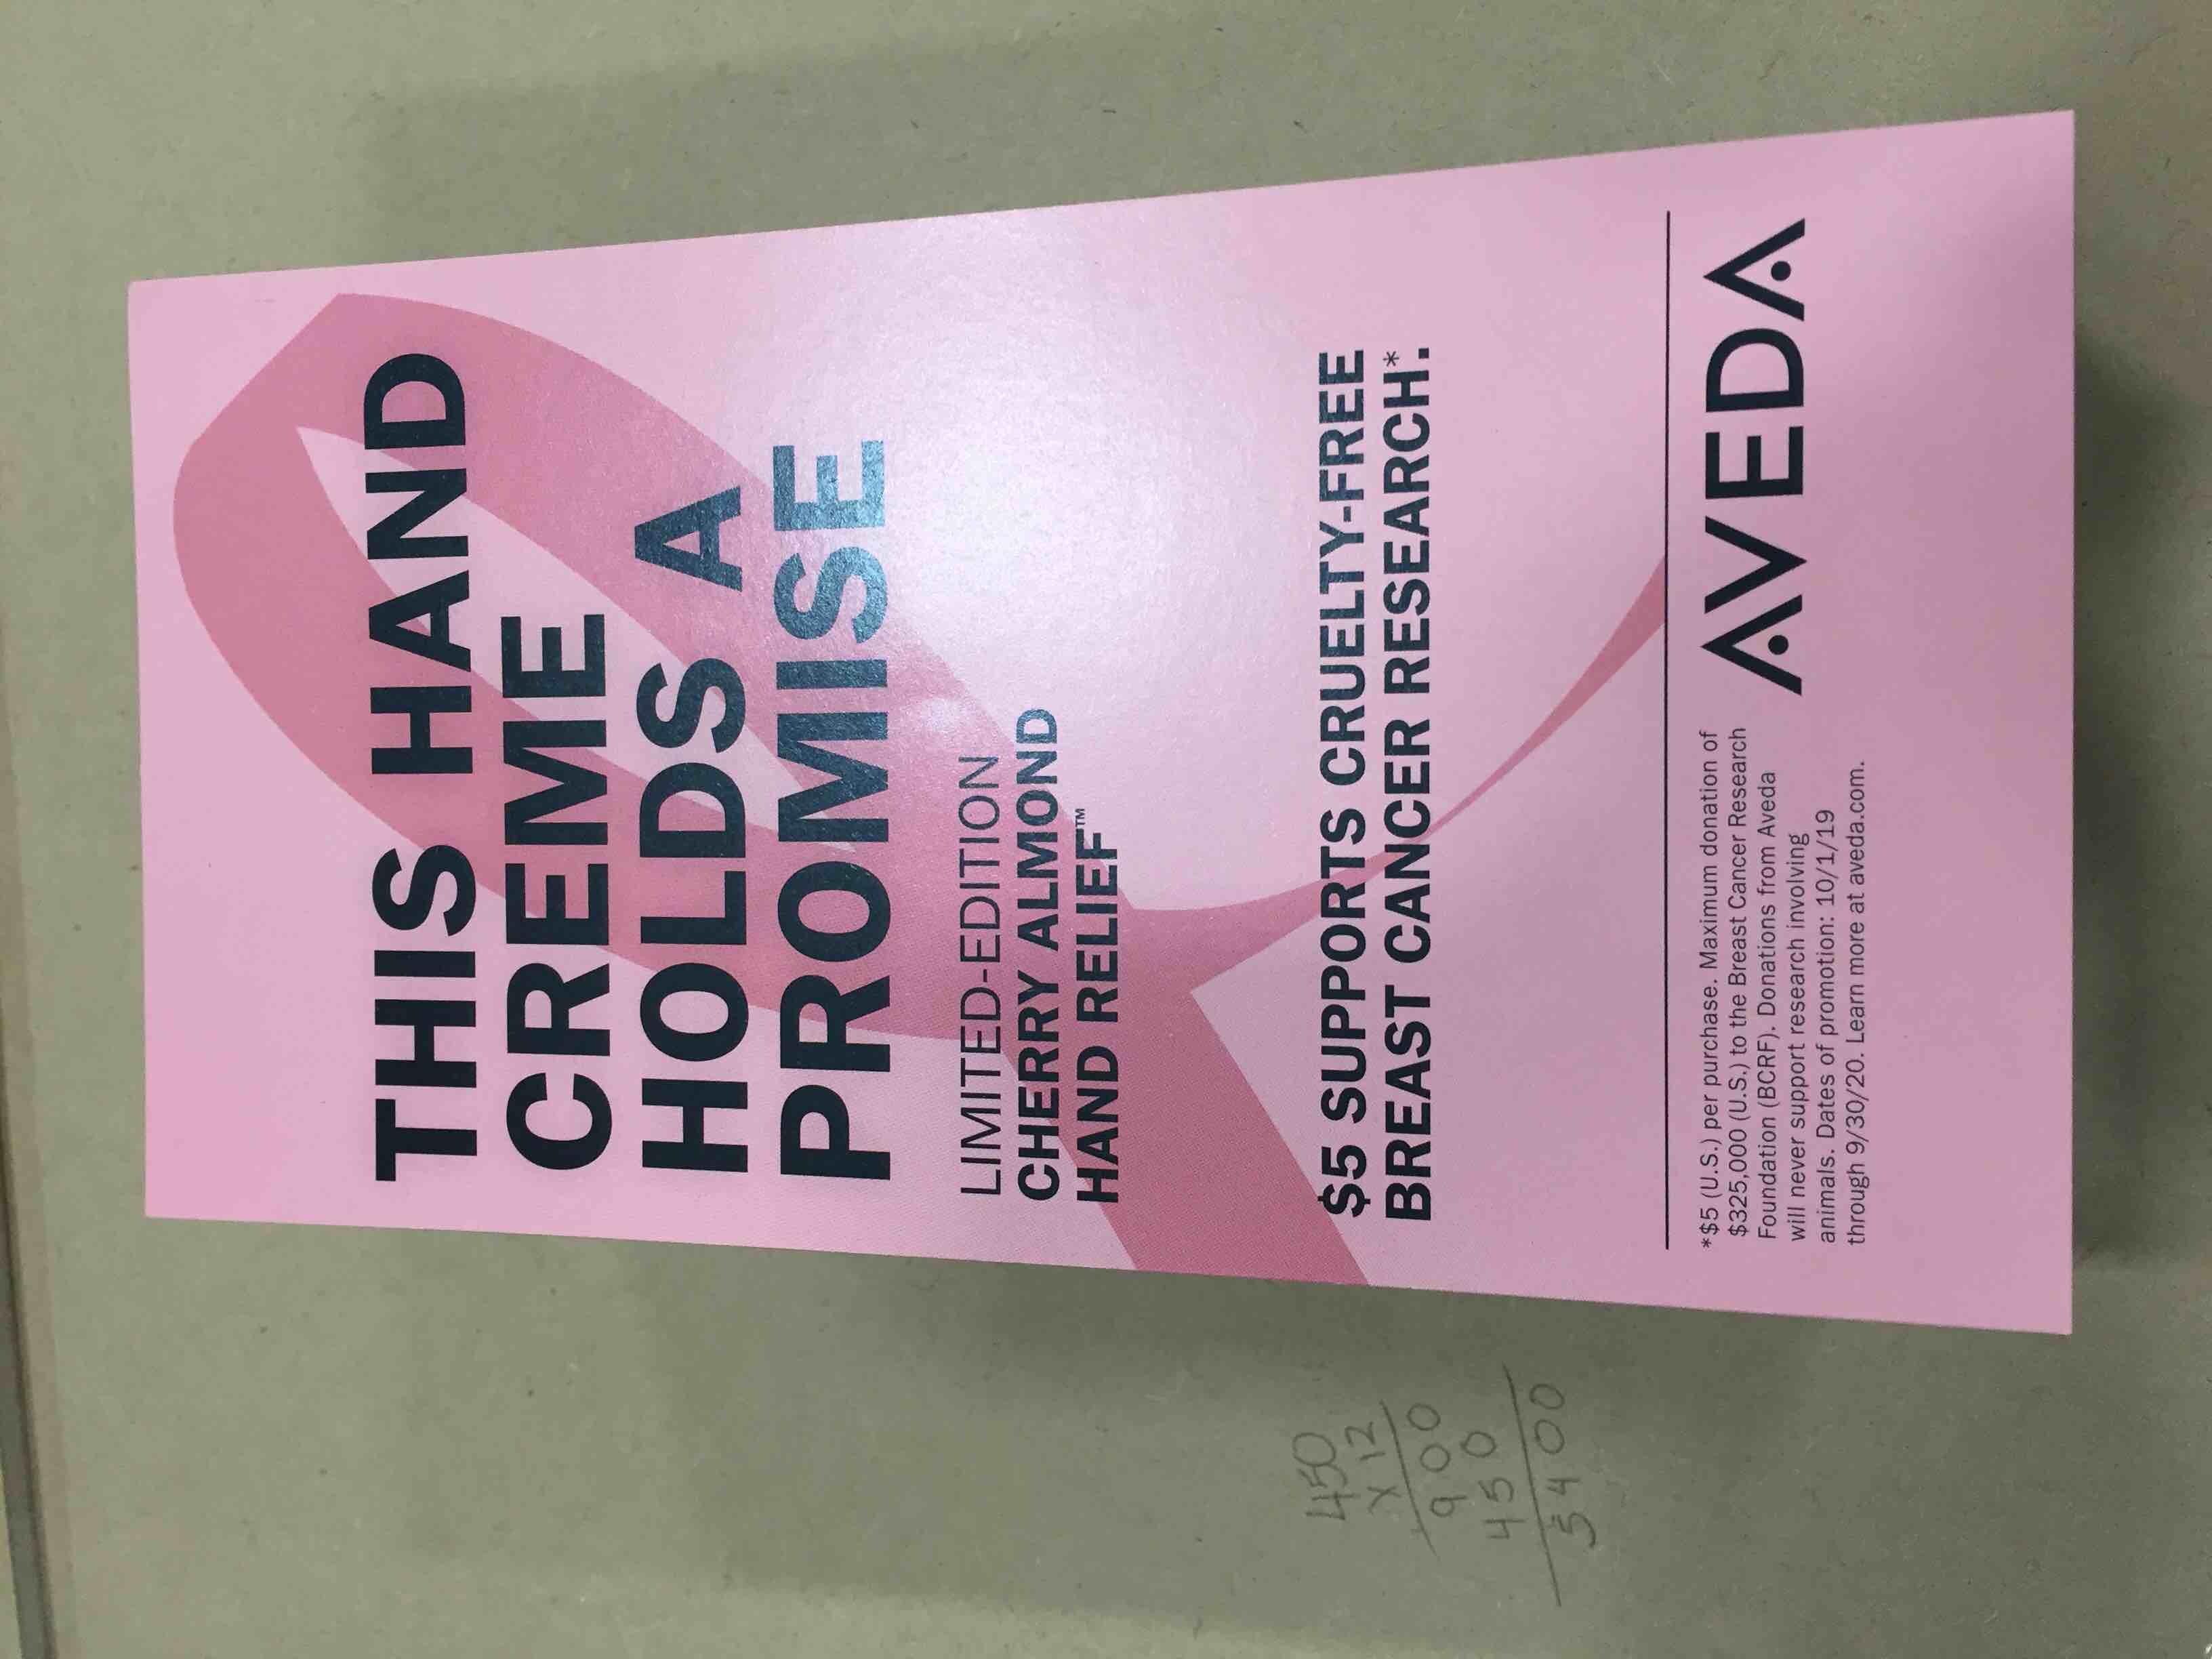 THIS HAND
CREME
HOLDS A
PROMISE
LIMITED-EDITION
CHERRY ALMOND
HAND RELIEF™
$5 SUPPORTS CRUELTY-FREE
BREAST CANCER RESEARCH.*
*$5 (U.S.) per purchase. Maximum donation of
$325,000 (U.S.) to the Breast Cancer Research
Foundation (BCRF). Donations from Aveda
will never support research involving
animals. Dates of promotion: 10/1/19
through 9/30/20. Learn more at aveda.com.
AVEDA
450
x 12
900
450
5400